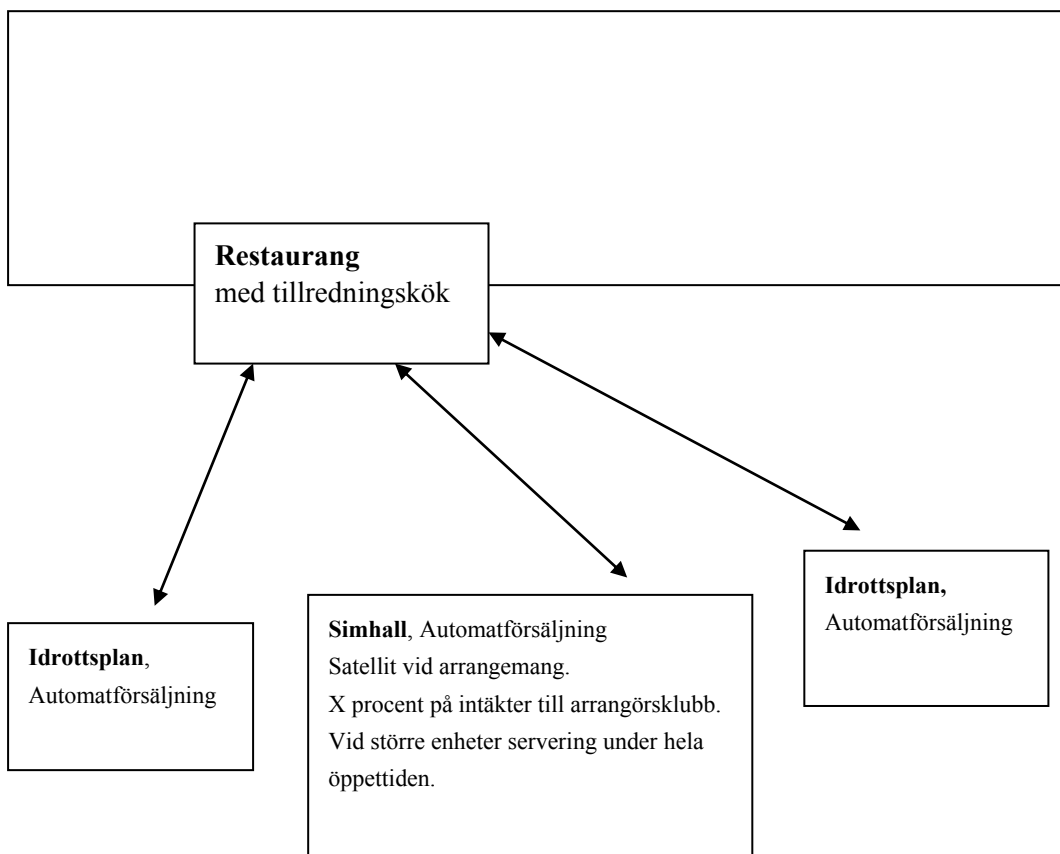 Restaurang
med tillredningskök
Idrottsplan,
Automatförsäljning
Simhall, Automatförsäljning
Satellit vid arrangemang.
X procent på intäkter till arrangörsklubb.
Vid större enheter servering under hela
öppettiden.
Idrottsplan,
Automatförsäljning